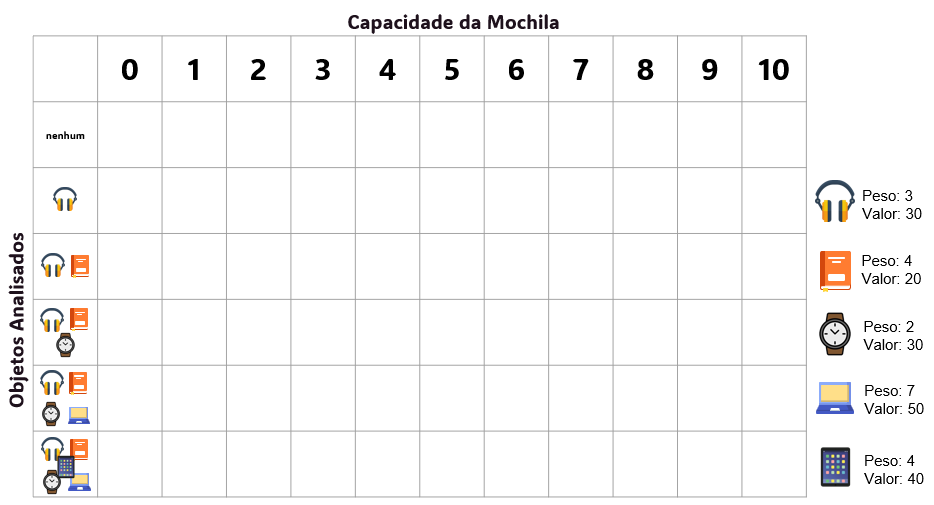 Capacidade da Mochila
0 1 2 3 4 5 6 7 8 9 10
nenhum
Objetos Analisados
Peso: 3
Valor: 30
Peso: 4
Valor: 20
Peso: 2
Valor: 30
Peso: 7
Valor: 50
Peso: 4
Valor: 40